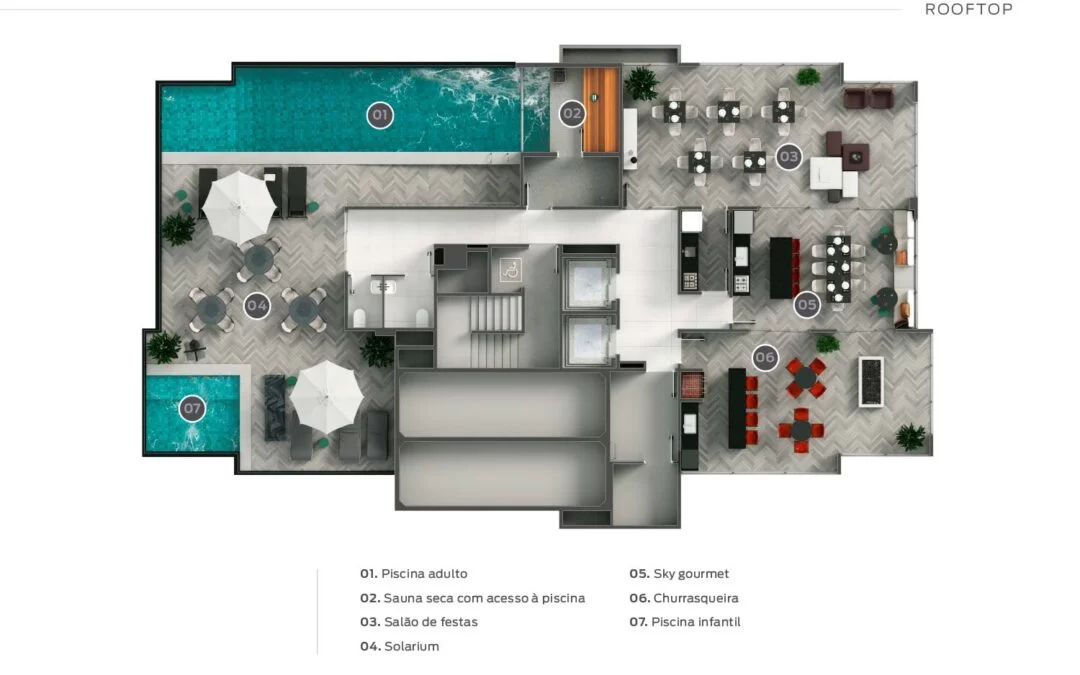 ROOFTOP
01
02
03
04
05
06
07
01. Piscina adulto
02. Sauna seca com acesso à piscina
03. Salão de festas
04. Solarium
05. Sky gourmet
06. Churrasqueira
07. Piscina infantil